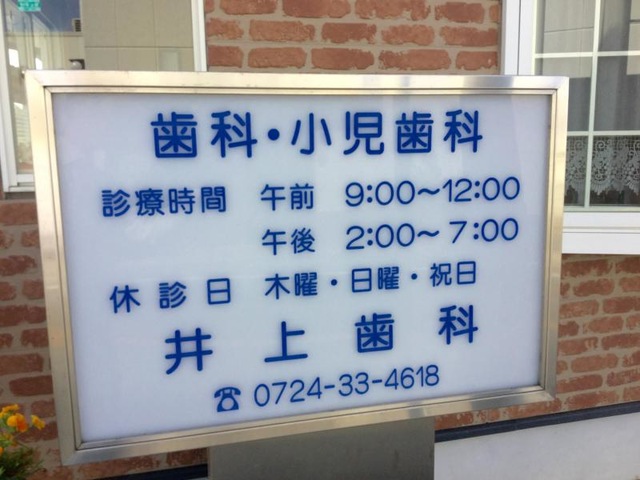 歯科・小児歯科
診療時間 午前 9:00～12:00
午後 2:00～7:00
休診日 木曜・日曜・祝日
井上歯科
☎ 0724-33-4618